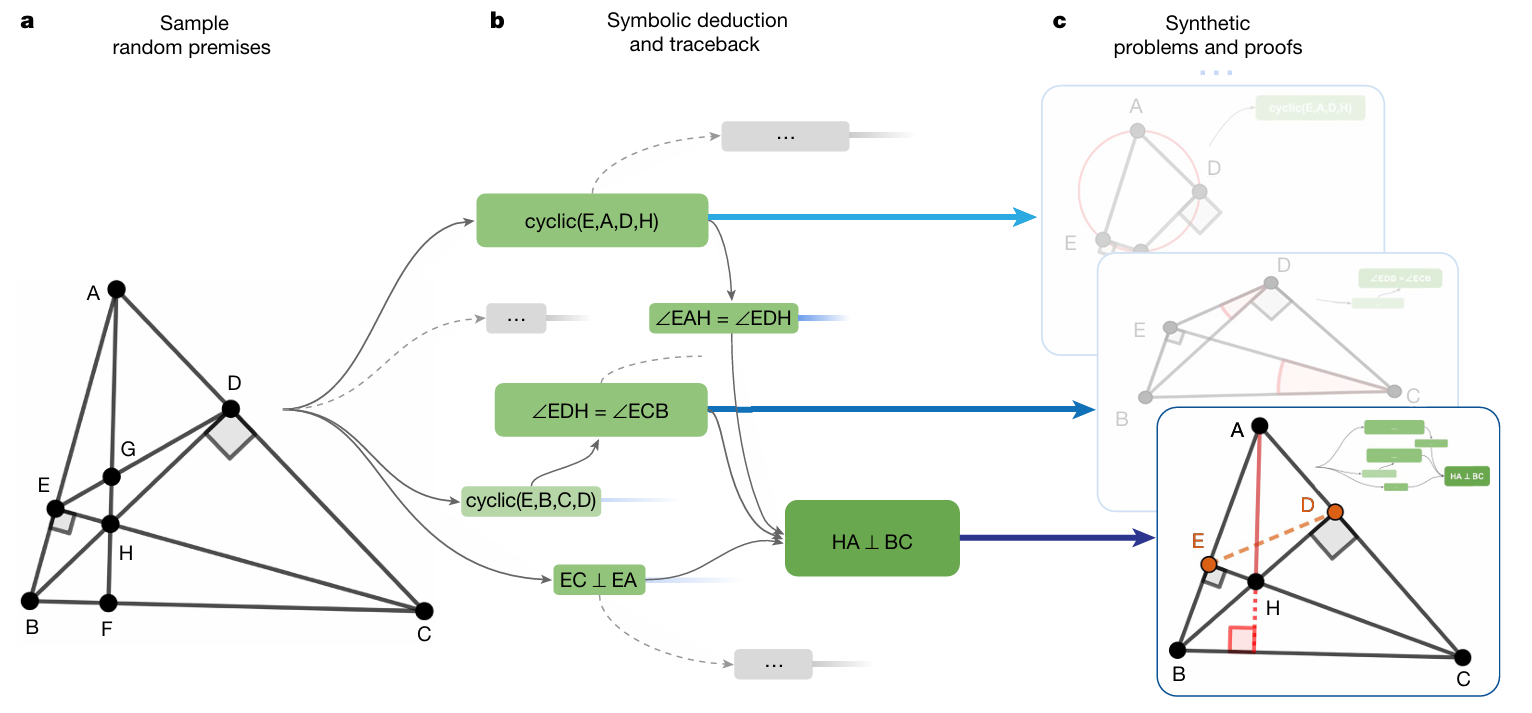 a
Sample
random premises
A
D
G
E
H
B
F
C
b
Symbolic deduction
and traceback
...
cyclic(E,A,D,H)
...
∠EAH = ∠EDH
∠EDH = ∠ECB
cyclic(E,B,C,D)
HA ⊥ BC
EC ⊥ EA
...
c
Synthetic
problems and proofs
...
A
cyclic(E,A,D,H)
D
E
D
∠EDB = ∠ECB
E
C
B
A
HA ⊥ BC
D
E
H
B
C